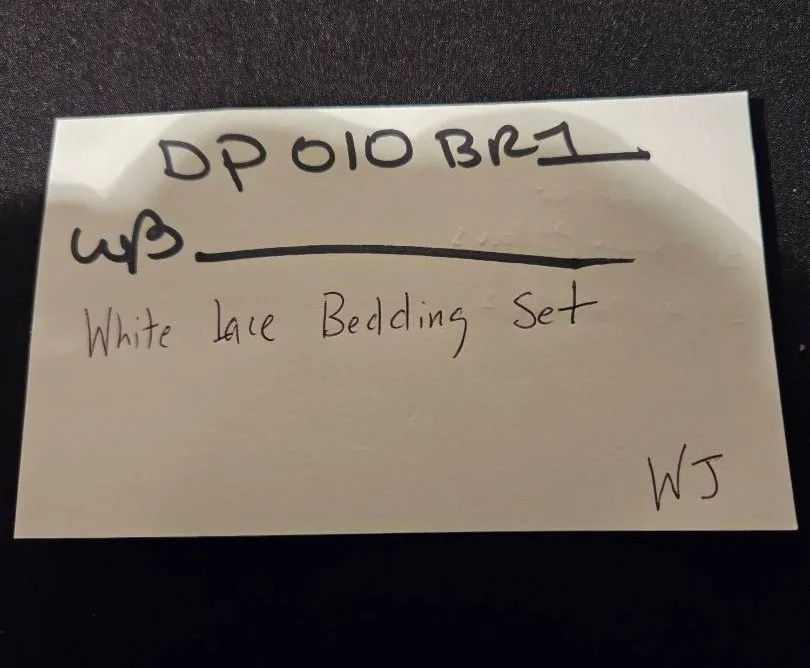 DP 010 BR1
WB
White Lace Bedding Set
WJ